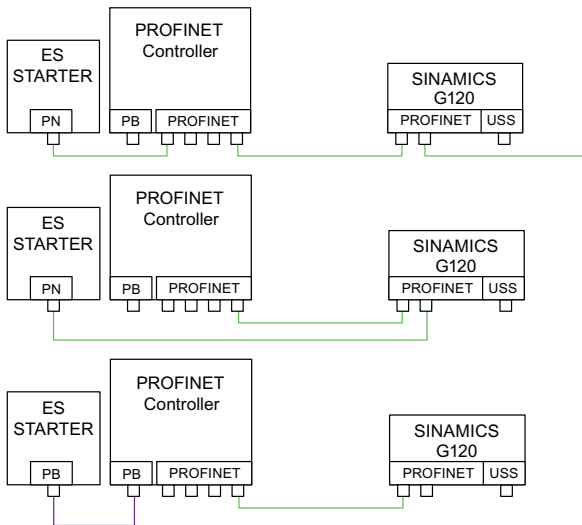 ES
STARTER
PN
PROFINET
Controller
PB
PROFINET
SINAMICS
G120
PROFINET
USS
ES
STARTER
PN
PROFINET
Controller
PB
PROFINET
SINAMICS
G120
PROFINET
USS
ES
STARTER
PB
PROFINET
Controller
PB
PROFINET
SINAMICS
G120
PROFINET
USS